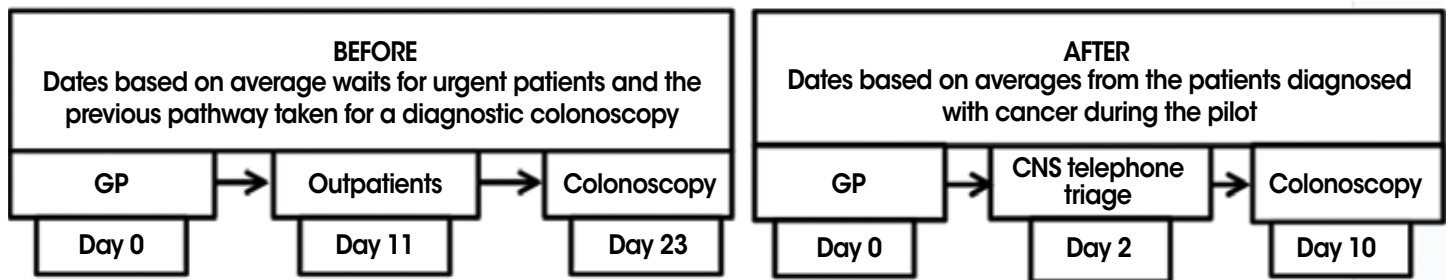 BEFORE
Dates based on average waits for urgent patients and the
previous pathway taken for a diagnostic colonoscopy
GP
Outpatients
Colonoscopy
Day 0
Day 11
Day 23
AFTER
Dates based on averages from the patients diagnosed
with cancer during the pilot
GP
CNS telephone
triage
Colonoscopy
Day 0
Day 2
Day 10